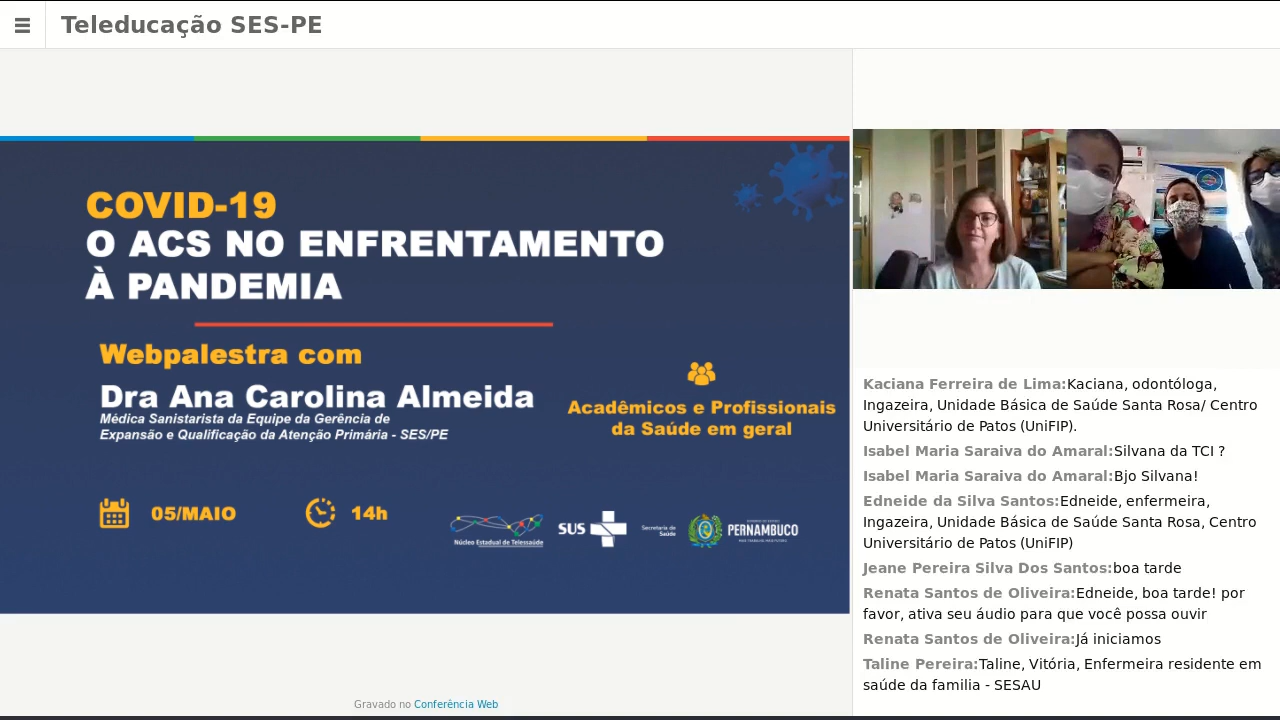 Teleducação SES-PE
COVID-19
O ACS NO ENFRENTAMENTO
À PANDEMIA
Webpalestra com
Dra Ana Carolina Almeida
Médica Sanistarista da Equipe da Gerência de
Expansão e Qualificação da Atenção Primária - SES/PE
Acadêmicos e Profissionais
da Saúde em geral
05/MAIO
14h
Núcleo Estadual de Telessaúde
SUS
Secretaria de
Saúde
PERNAMBUCO
Gravado no Conferência Web
Kaciana Ferreira de Lima:Kaciana, odontóloga,
Ingazeira, Unidade Básica de Saúde Santa Rosa/ Centro
Universitário de Patos (UniFIP).
Isabel Maria Saraiva do Amaral:Silvana da TCI ?
Isabel Maria Saraiva do Amaral:Bjo Silvana!
Edneide da Silva Santos:Edneide, enfermeira,
Ingazeira, Unidade Básica de Saúde Santa Rosa, Centro
Universitário de Patos (UniFIP)
Jeane Pereira Silva Dos Santos:boa tarde
Renata Santos de Oliveira:Edneide, boa tarde! por
favor, ativa seu áudio para que você possa ouvir
Renata Santos de Oliveira:Já iniciamos
Taline Pereira:Taline, Vitória, Enfermeira residente em
saúde da familia - SESAU